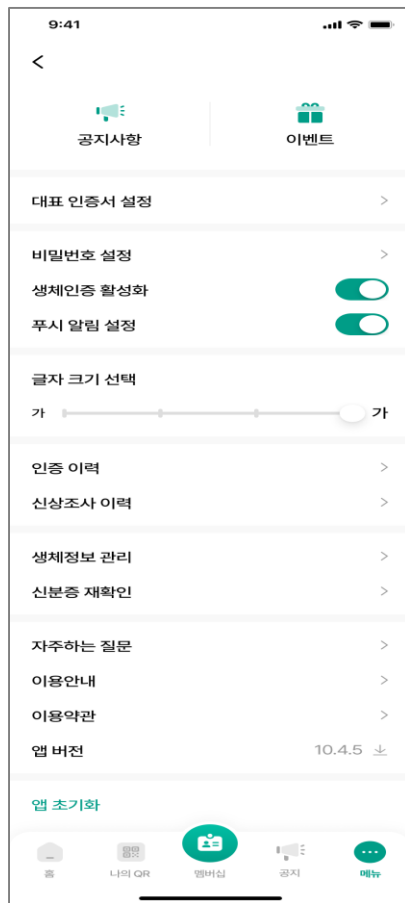 9:41
공지사항
이벤트
대표 인증서 설정
비밀번호 설정
생체인증 활성화
푸시 알림 설정
글자 크기 선택
가 가
인증 이력
신상조사 이력
생체정보 관리
신분증 재확인
자주하는 질문
이용안내
이용약관
앱 버전 10.4.5
앱 초기화
홈 나의 QR 멤버십 공지 메뉴